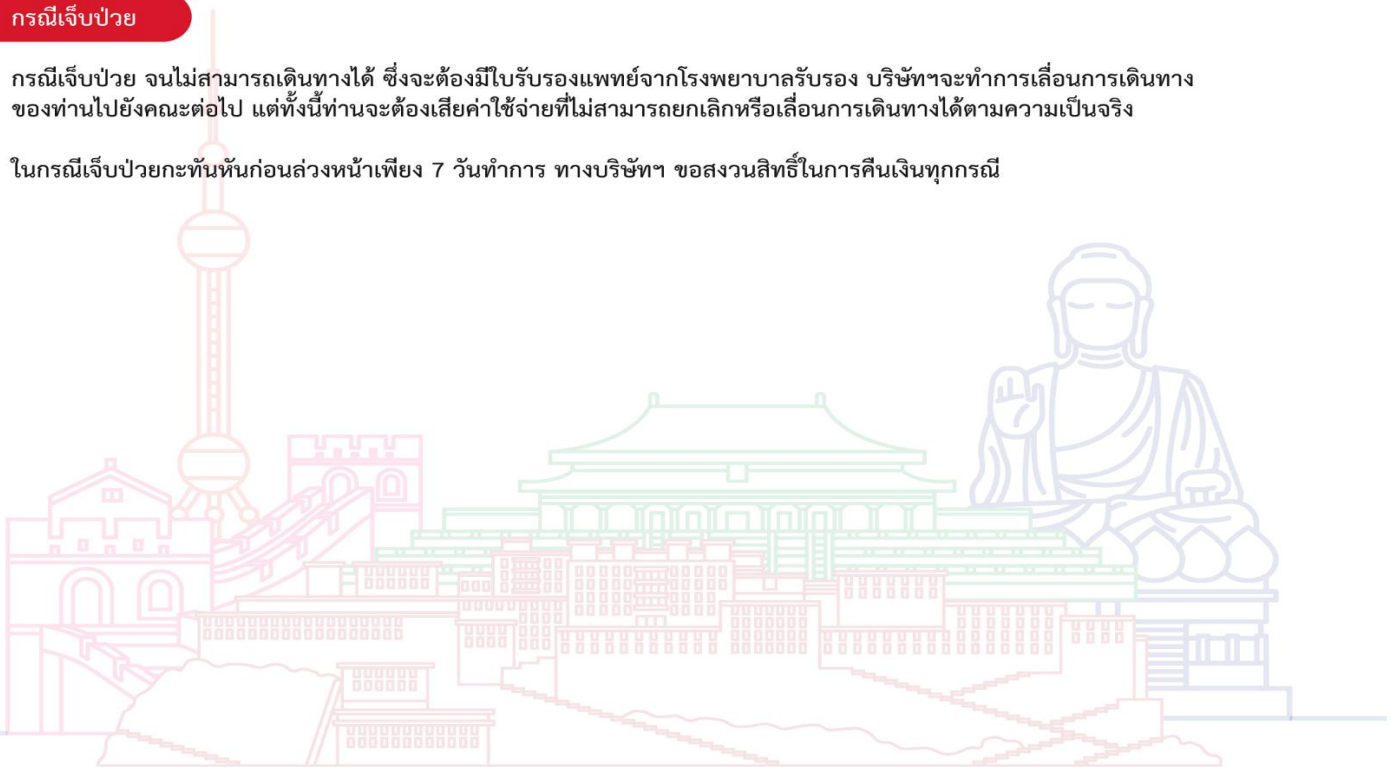 กรณีเจ็บป่วย
กรณีเจ็บป่วย จนไม่สามารถเดินทางได้ ซึ่งจะต้องมีใบรับรองแพทย์จากโรงพยาบาลรับรอง บริษัทฯจะทำการเลื่อนการเดินทาง
ของท่านไปยังคณะต่อไป แต่ทั้งนี้ท่านจะต้องเสียค่าใช้จ่ายที่ไม่สามารถยกเลิกหรือเลื่อนการเดินทางได้ตามความเป็นจริง
ในกรณีเจ็บป่วยกะทันหันก่อนล่วงหน้าเพียง 7 วันทำการ ทางบริษัทฯ ขอสงวนสิทธิ์ในการคืนเงินทุกกรณี